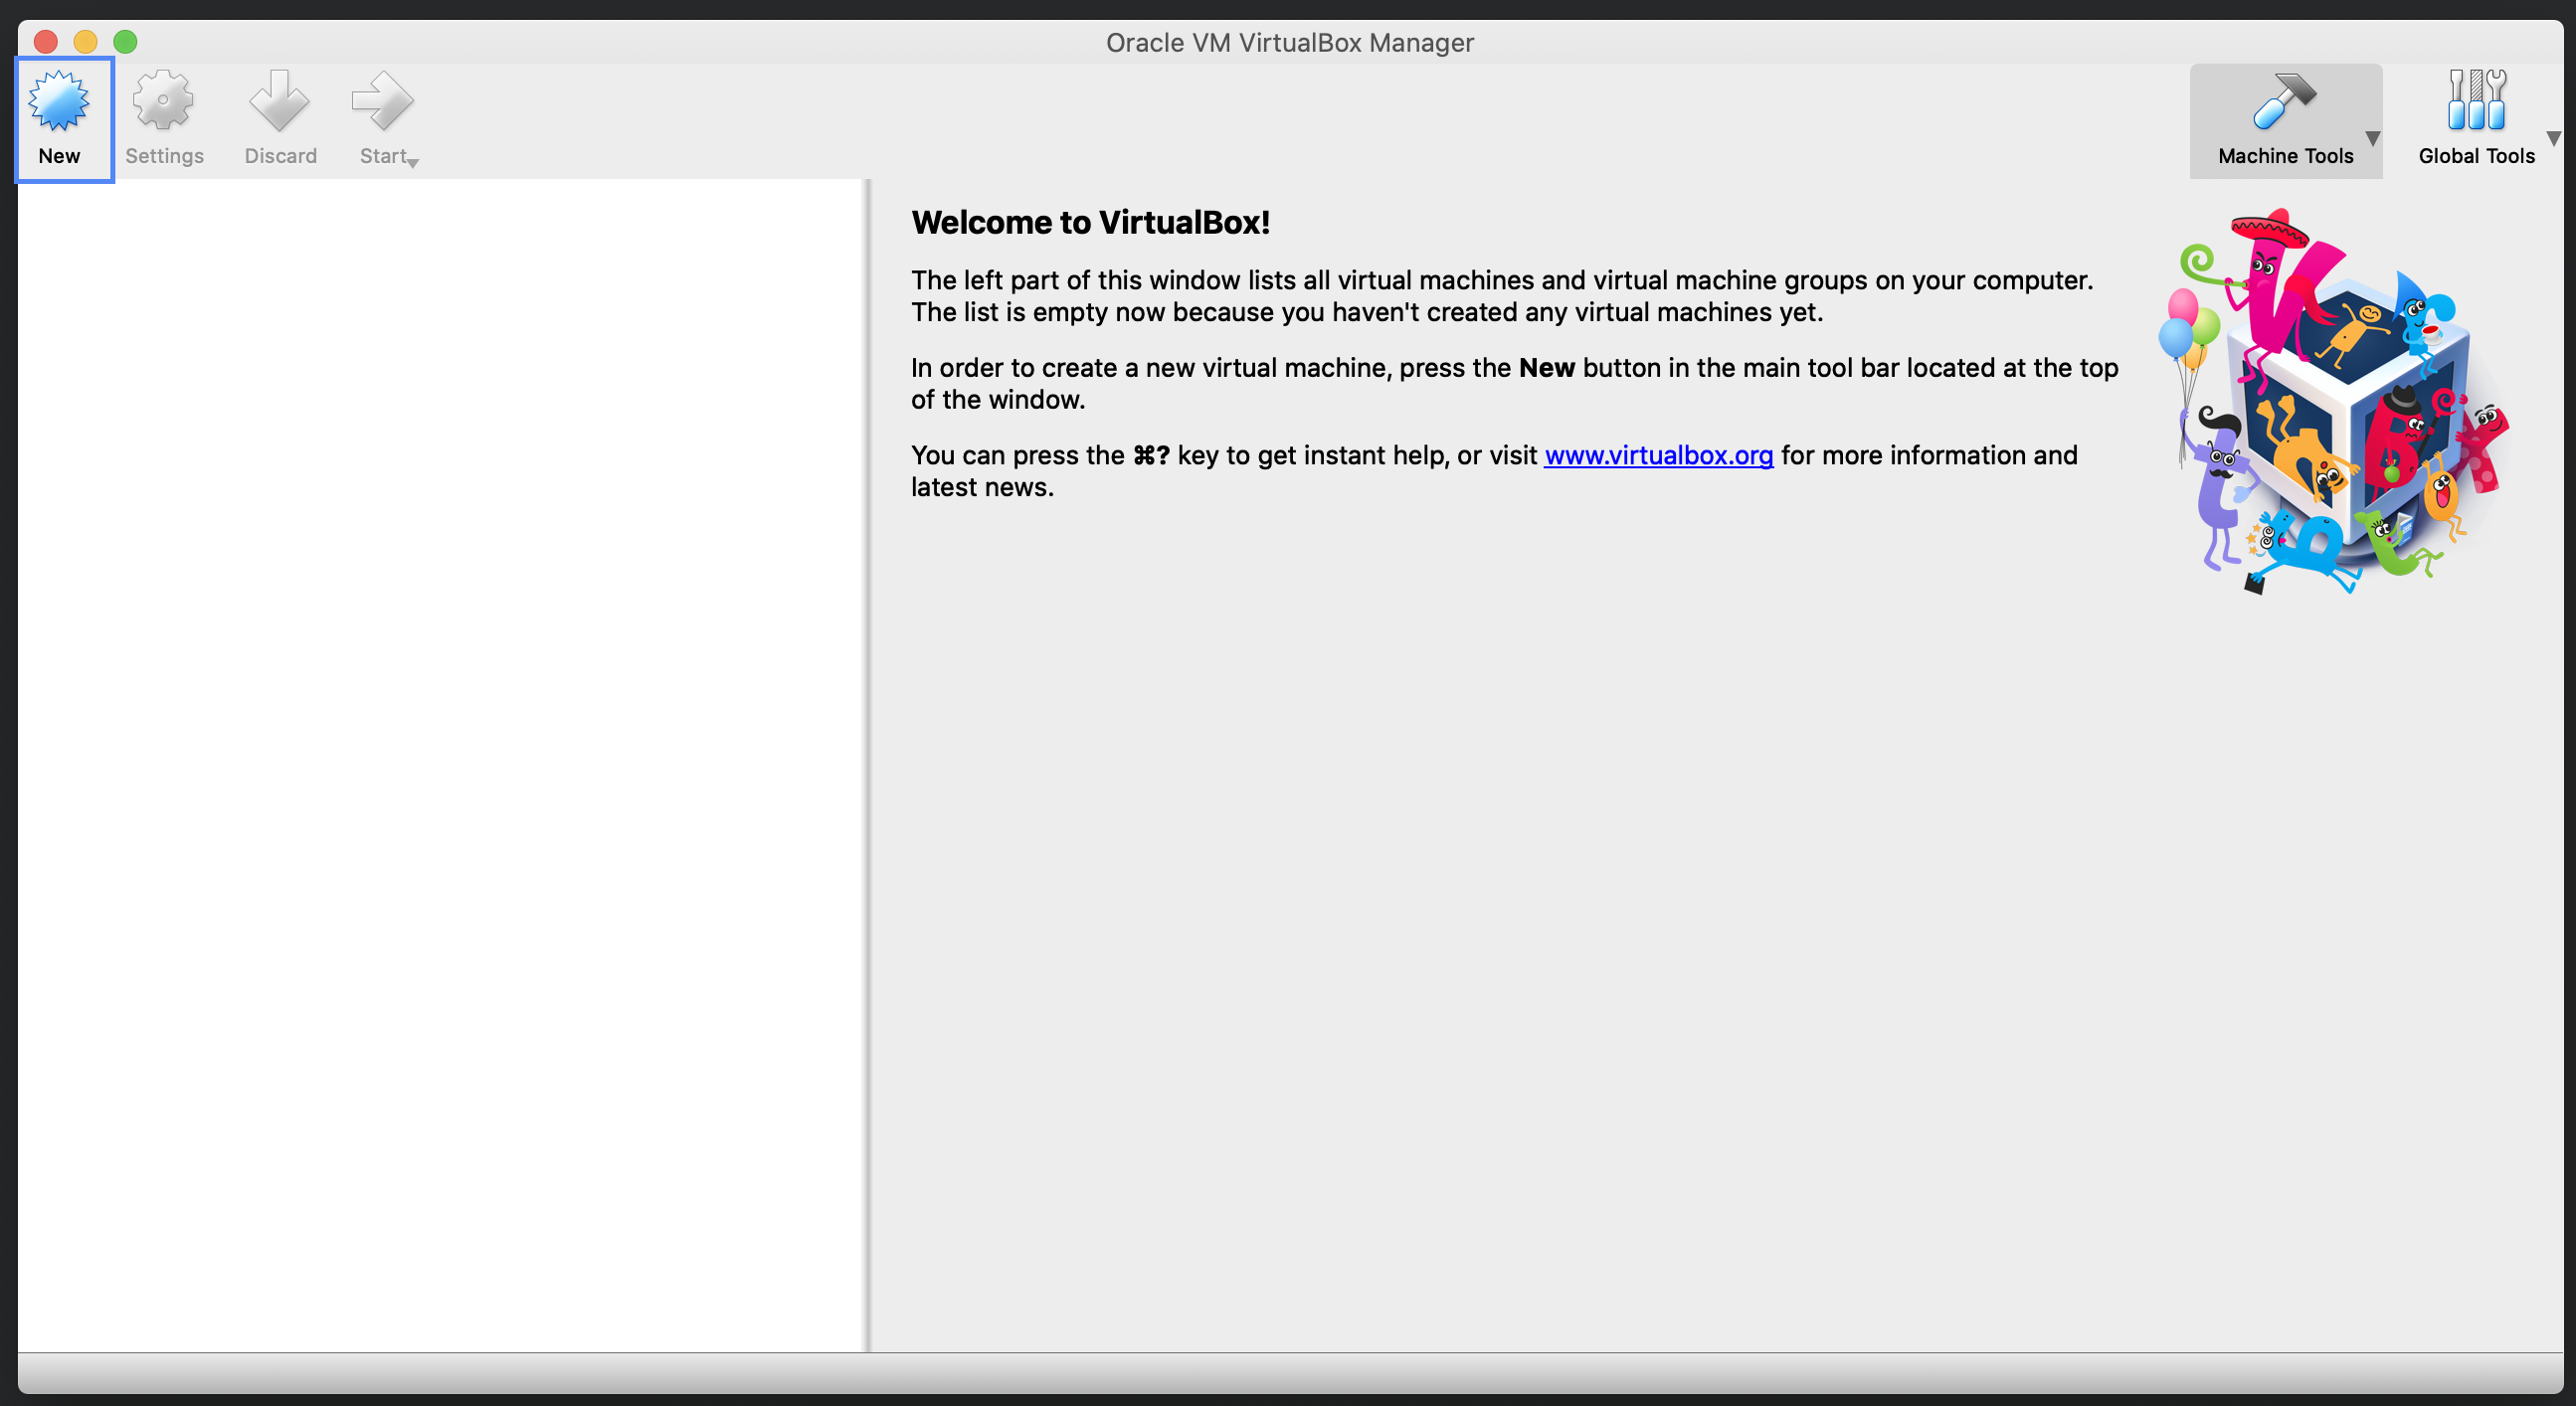 Oracle VM VirtualBox Manager
New
Settings
Discard
Start
Machine Tools
Global Tools
Welcome to VirtualBox!
The left part of this window lists all virtual machines and virtual machine groups on your computer.
The list is empty now because you haven't created any virtual machines yet.
In order to create a new virtual machine, press the New button in the main tool bar located at the top
of the window.
You can press the ⌘? key to get instant help, or visit www.virtualbox.org for more information and
latest news.